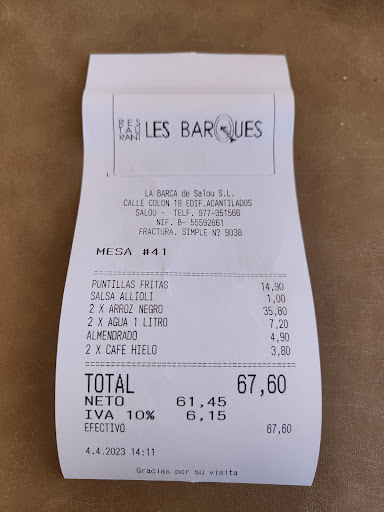 RES
TAU
RANT
LES BARQUES
LA BARCA de Salou S.L.
CALLE COLON 19 EDIF.ACANTILADOS
SALOU - TELF. 977-351566
NIF. B- 55592661
FRACTURA. SIMPLE Nº 9038
MESA #41
PUNTILLAS FRITAS 14,90
SALSA ALLIOLI 1,00
2 X ARROZ NEGRO 35,80
2 X AGUA 1 LITRO 7,20
ALMENDRADO 4,90
2 X CAFE HIELO 3,80
TOTAL 67,60
NETO 61,45
IVA 10% 6,15
EFECTIVO 67,60
4.4.2023 14:11
Gracias por su visita